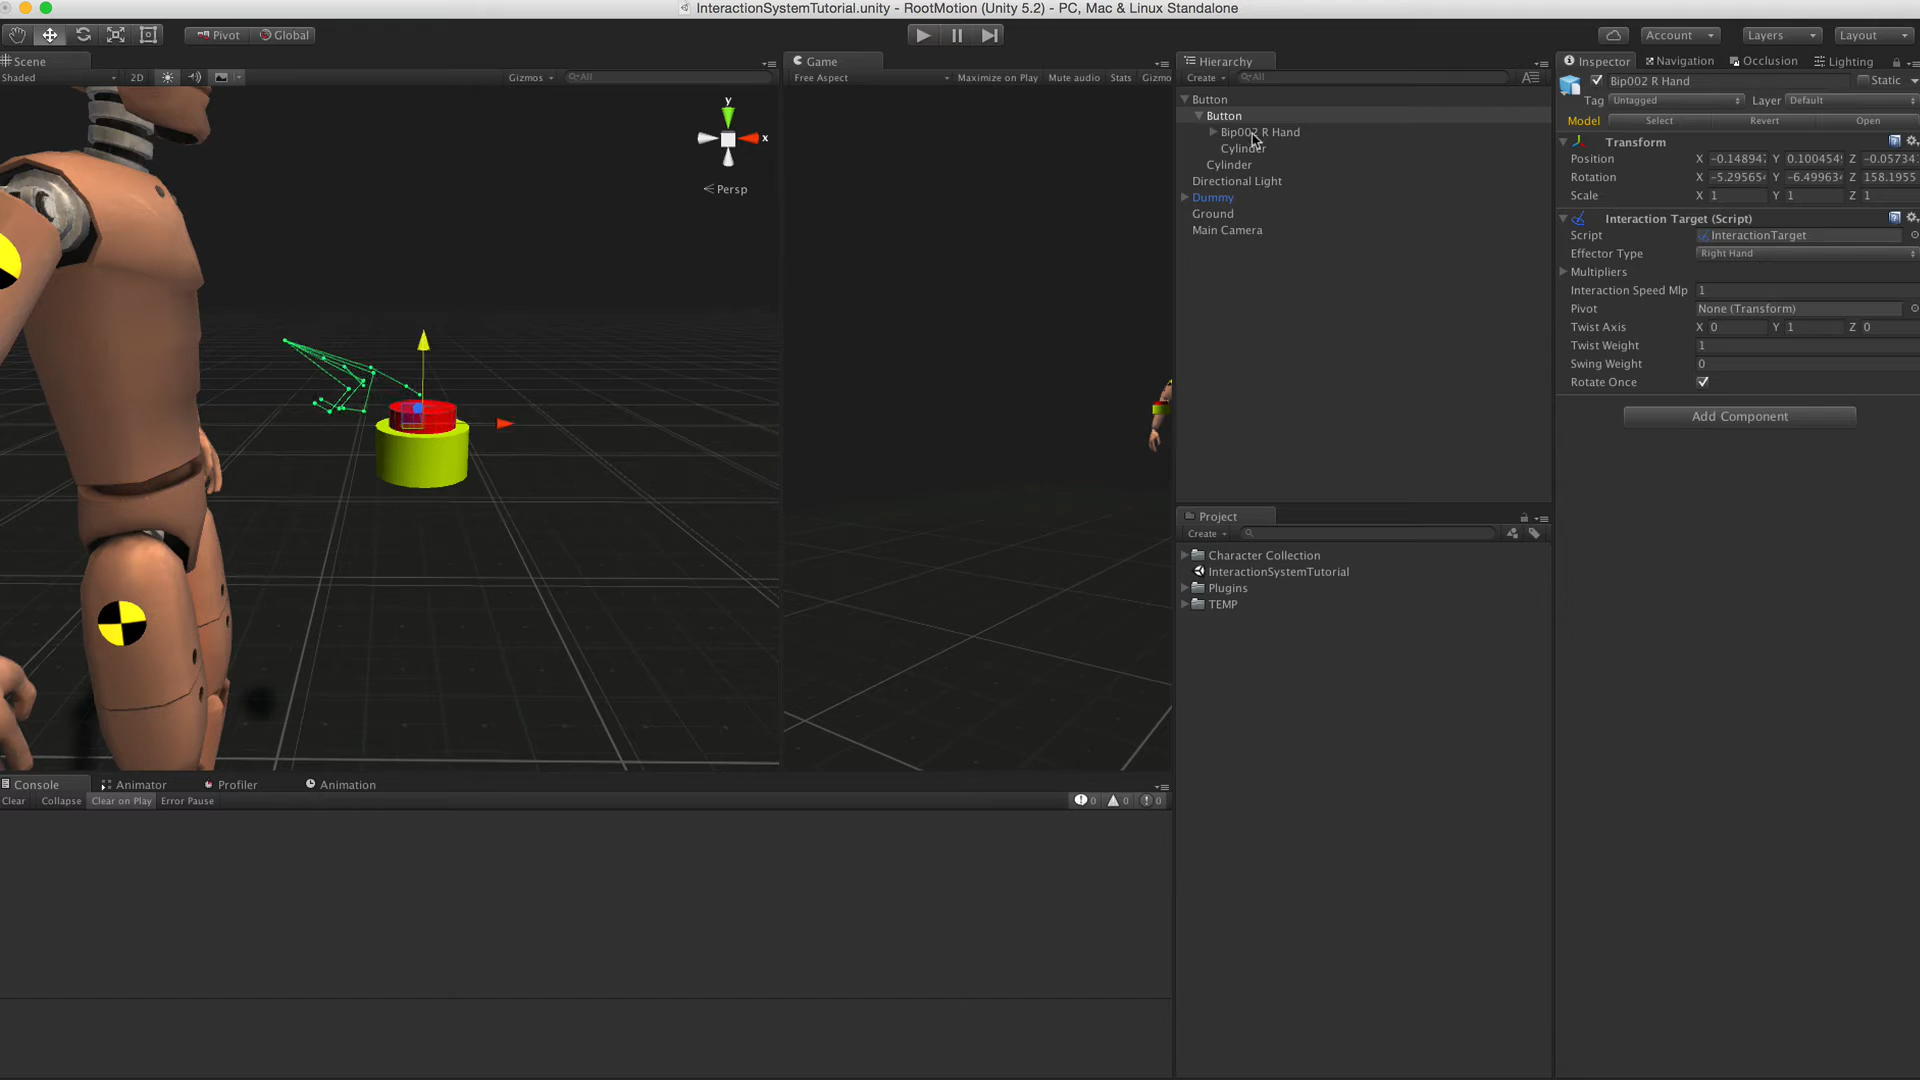 InteractionSystemTutorial.unity - RootMotion (Unity 5.2) - PC, Mac & Linux Standalone
Pivot Global Account Layers Layout
Scene
Shaded 2D Gizmos All
y
x
Persp
Game
Free Aspect Maximize on Play Mute audio Stats Gizmo
Hierarchy
Create All
Button
Button
Bip002 R Hand
Cylinder
Cylinder
Directional Light
Dummy
Ground
Main Camera
Project
Create
Character Collection
InteractionSystemTutorial
Plugins
TEMP
Inspector Navigation Occlusion Lighting
Bip002 R Hand Static
Tag Untagged Layer Default
Model Select Revert Open
Transform
Position X -0.148947 Y 0.100454 Z -0.05734
Rotation X -5.295654 Y -6.499634 Z 158.1955
Scale X 1 Y 1 Z 1
Interaction Target (Script)
Script InteractionTarget
Effector Type Right Hand
Multipliers
Interaction Speed Mlp 1
Pivot None (Transform)
Twist Axis X 0 Y 1 Z 0
Twist Weight 1
Swing Weight 0
Rotate Once
Add Component
Console Animator Profiler Animation
Clear Collapse Clear on Play Error Pause 0 0 0